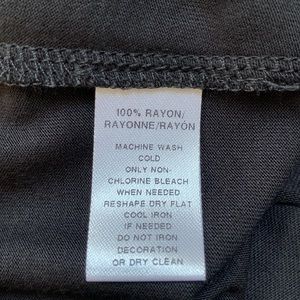 100% RAYON/
RAYONNE/RAYÓN
MACHINE WASH
COLD
ONLY NON-
CHLORINE BLEACH
WHEN NEEDED
RESHAPE DRY FLAT
COOL IRON
IF NEEDED
DO NOT IRON
DECORATION
OR DRY CLEAN